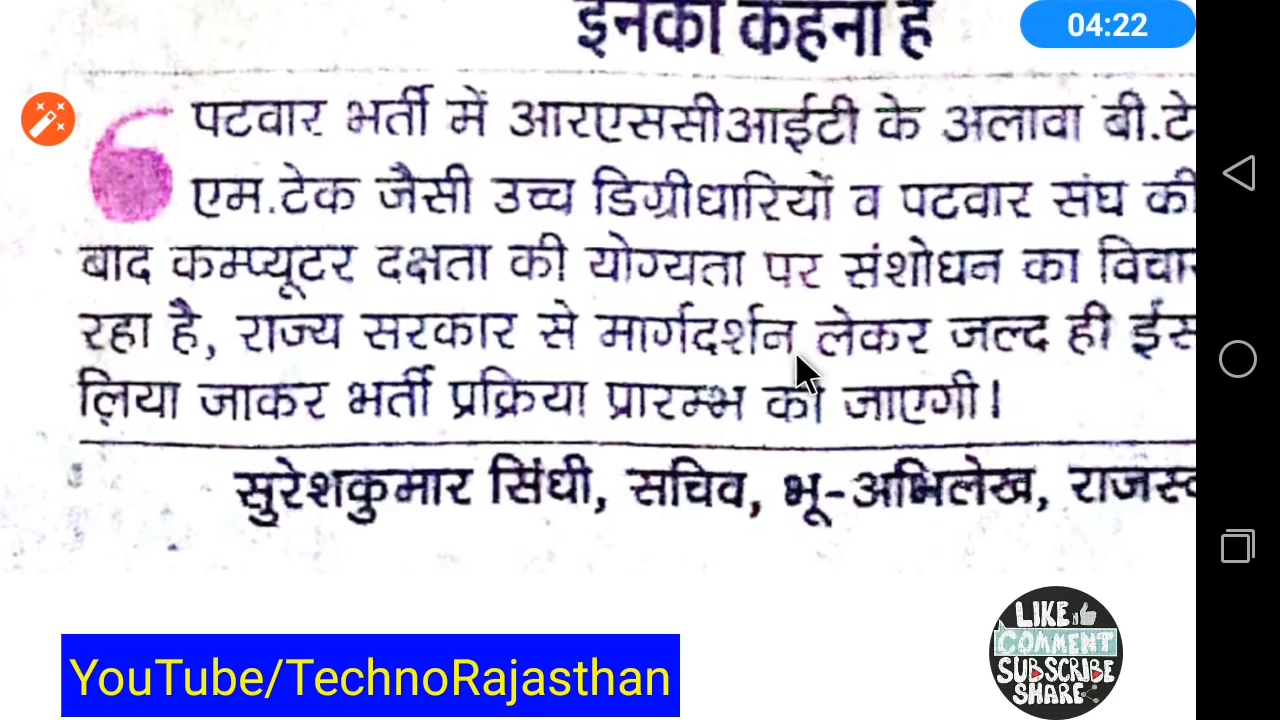 इनका कहना है
04:22
पटवार भर्ती में आरएससीआईटी के अलावा बी.टे
एम.टेक जैसी उच्च डिग्रीधारियों व पटवार संघ की
बाद कम्प्यूटर दक्षता की योग्यता पर संशोधन का विचा
रहा है, राज्य सरकार से मार्गदर्शन लेकर जल्द ही ईस
लिया जाकर भर्ती प्रक्रिया प्रारम्भ की जाएगी।
सुरेशकुमार सिंधी, सचिव, भू-अभिलेख, राजस्व
YouTube/TechnoRajasthan
LIKE
COMMENT
SUBSCRIBE
SHARE